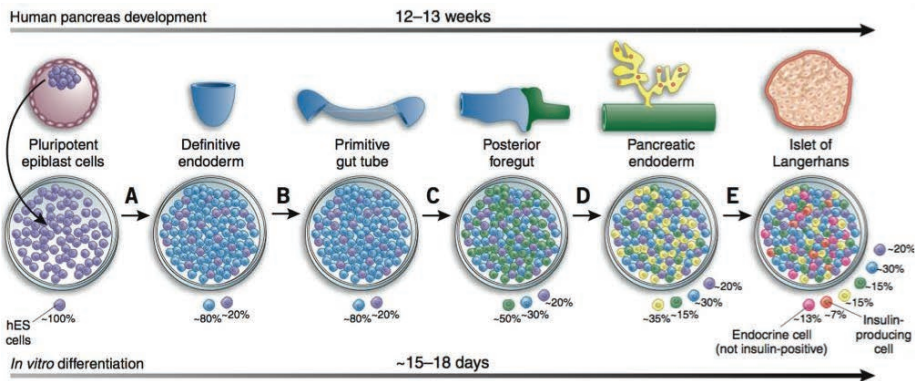 Human pancreas development
12–13 weeks
Pluripotent
epiblast cells
Definitive
endoderm
Primitive
gut tube
Posterior
foregut
Pancreatic
endoderm
Islet of
Langerhans
A
B
C
D
E
hES
cells
~100%
~80% ~20%
~80% ~20%
~50% ~30% ~20%
~35% ~15% ~30% ~20%
~13% ~7% ~15% ~15% ~30% ~20%
Endocrine cell
(not insulin-positive)
Insulin-
producing
cell
In vitro differentiation
~15–18 days